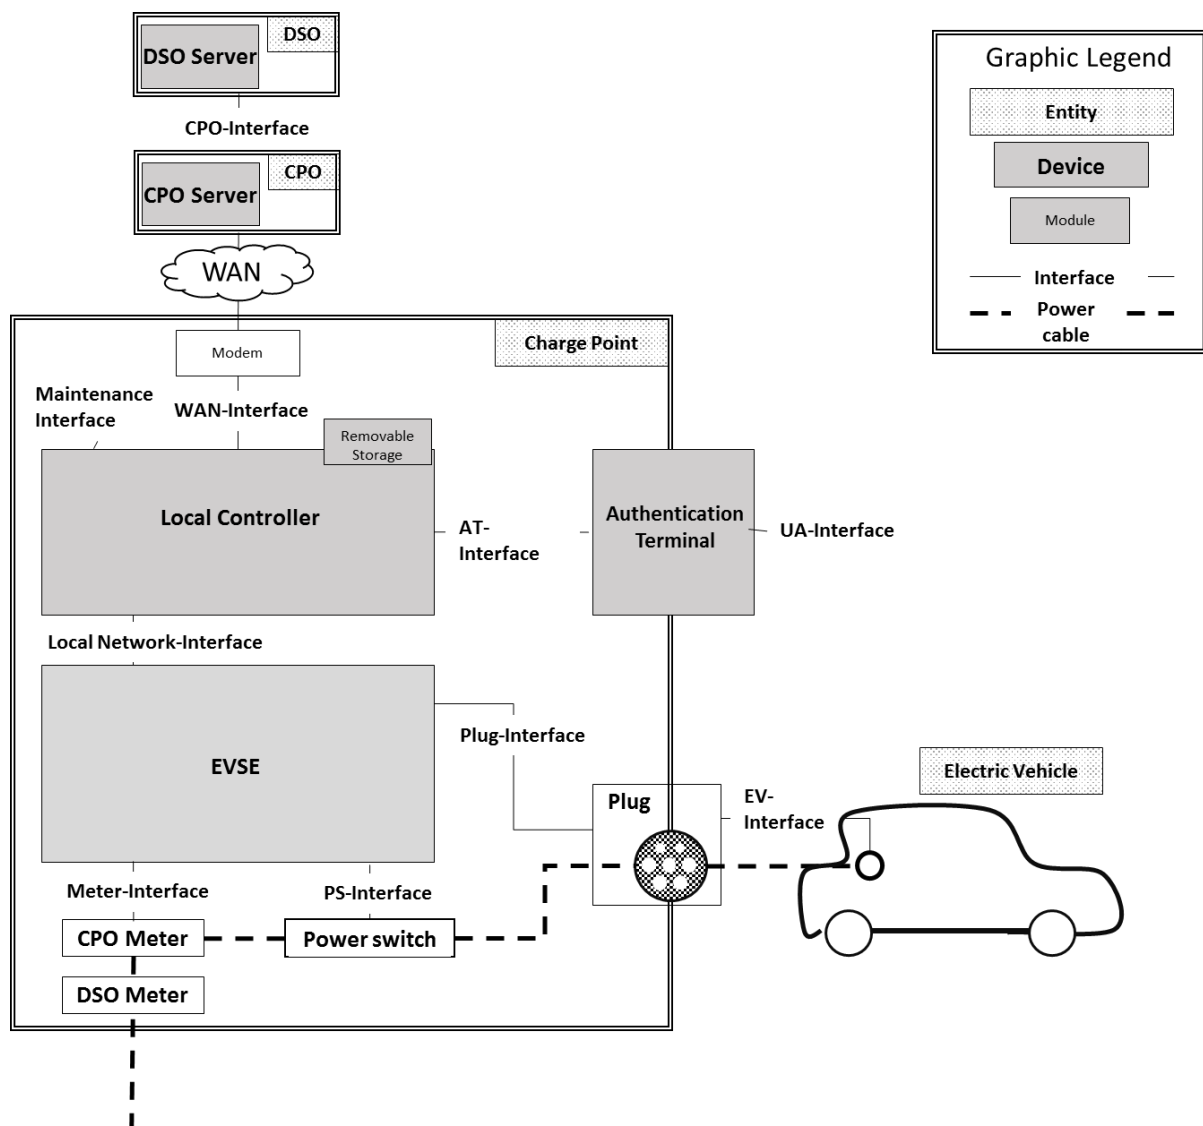 DSO
DSO Server
CPO-Interface
CPO
CPO Server
WAN
Graphic Legend
Entity
Device
Module
Interface
Power
cable
Charge Point
Modem
Maintenance
Interface
WAN-Interface
Removable
Storage
Local Controller
AT-
Interface
Authentication
Terminal
UA-Interface
Local Network-Interface
EVSE
Plug-Interface
Plug
EV-
Interface
Electric Vehicle
Meter-Interface
PS-Interface
CPO Meter
Power switch
DSO Meter